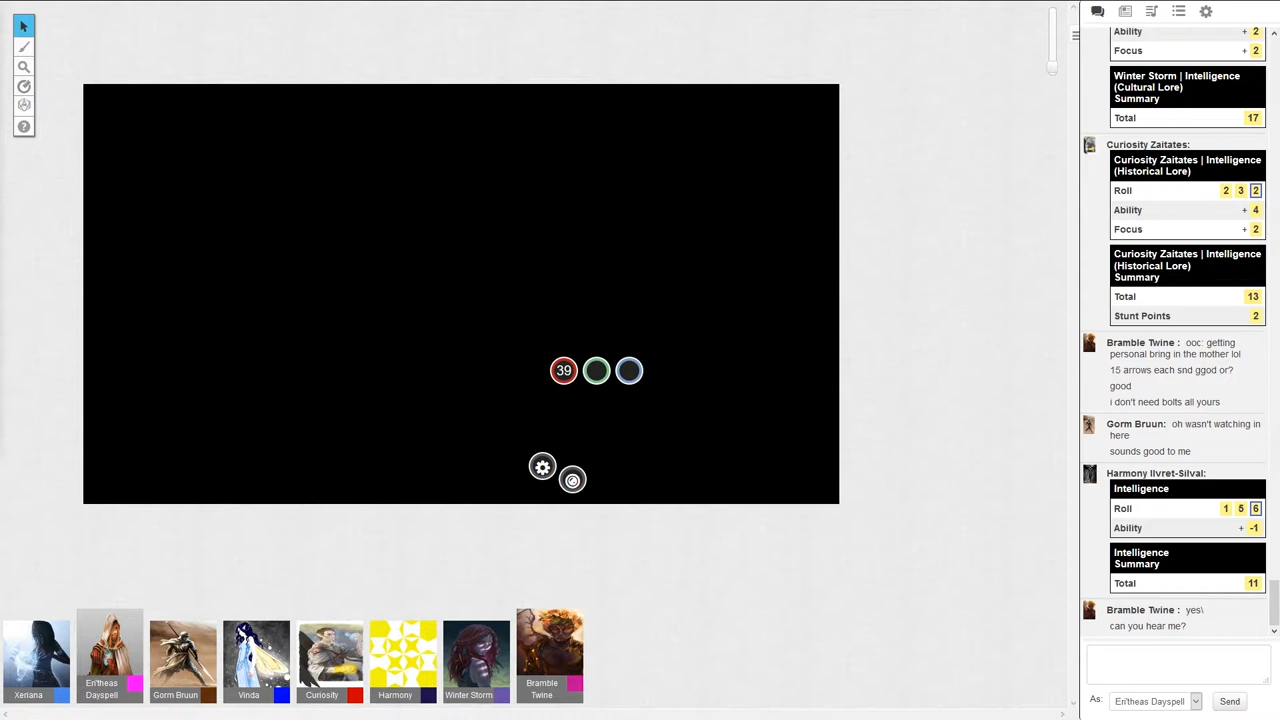 Ability + 2
Focus + 2
Winter Storm | Intelligence
(Cultural Lore)
Summary
Total 17
Curiosity Zaitates:
Curiosity Zaitates | Intelligence
(Historical Lore)
Roll 2 3 2
Ability + 4
Focus + 2
Curiosity Zaitates | Intelligence
(Historical Lore)
Summary
Total 13
Stunt Points 2
Bramble Twine : ooc: getting
personal bring in the mother lol
15 arrows each snd ggod or?
good
i don't need bolts all yours
Gorm Bruun: oh wasn't watching in
here
sounds good to me
Harmony Ilvret-Silval:
Intelligence
Roll 1 5 6
Ability + -1
Intelligence
Summary
Total 11
Bramble Twine : yes\
can you hear me?
39
Xeriana
En'theas
Dayspell
Gorm Bruun
Vinda
Curiosity
Harmony
Winter Storm
Bramble
Twine
As: En'theas Dayspell
Send